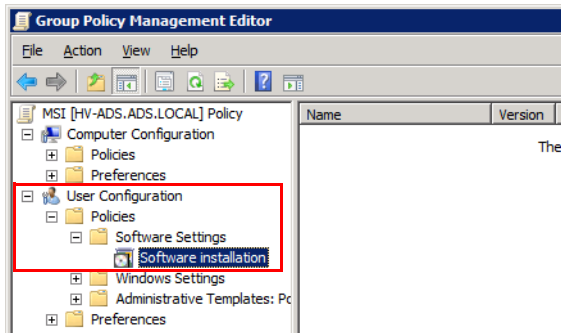 Group Policy Management Editor
File Action View Help
MSI [HV-ADS.ADS.LOCAL] Policy
Computer Configuration
Policies
Preferences
User Configuration
Policies
Software Settings
Software installation
Windows Settings
Administrative Templates: Po
Preferences
Name Version
The